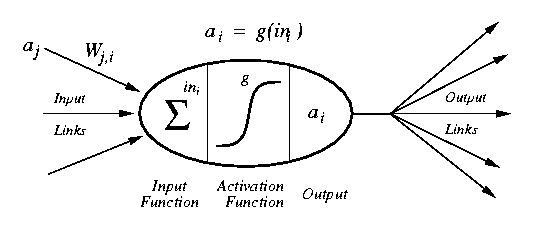 a_i = g(in_i)
a_j
W_j,i
Input
Links
Σ
in_i
g
a_i
Output
Links
Input
Function
Activation
Function
Output